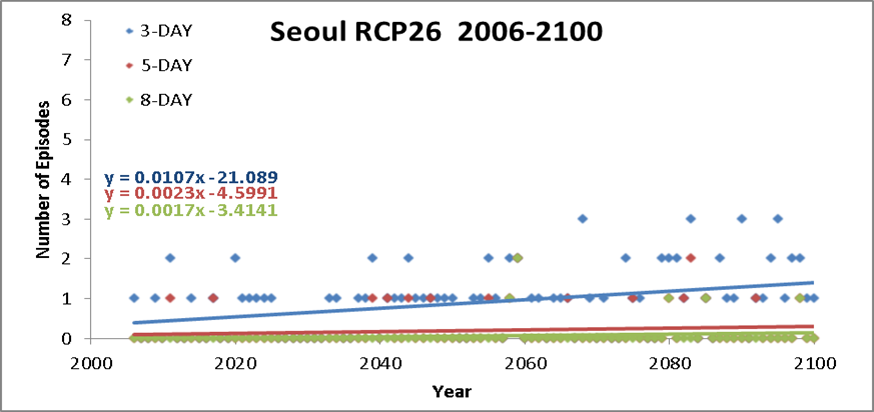 Seoul RCP26 2006-2100
8
7
6
5
4
3
2
1
0
Number of Episodes
3-DAY
5-DAY
8-DAY
y = 0.0107x - 21.089
y = 0.0023x - 4.5991
y = 0.0017x - 3.4141
2000 2020 2040 2060 2080 2100
Year